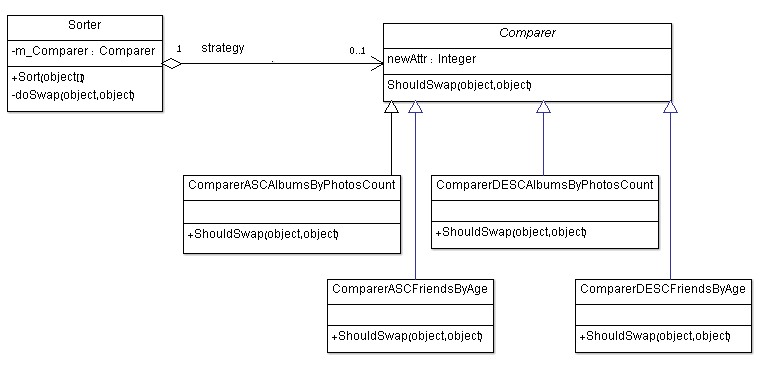 Sorter
-m_Comparer : Comparer
+Sort(object[])
-doSwap(object,object)
1
strategy
0..1
Comparer
newAttr : Integer
ShouldSwap(object,object)
ComparerASCAlbumsByPhotosCount
+ShouldSwap(object,object)
ComparerDESCAlbumsByPhotosCount
+ShouldSwap(object,object)
ComparerASCFriendsByAge
+ShouldSwap(object,object)
ComparerDESCFriendsByAge
+ShouldSwap(object,object)